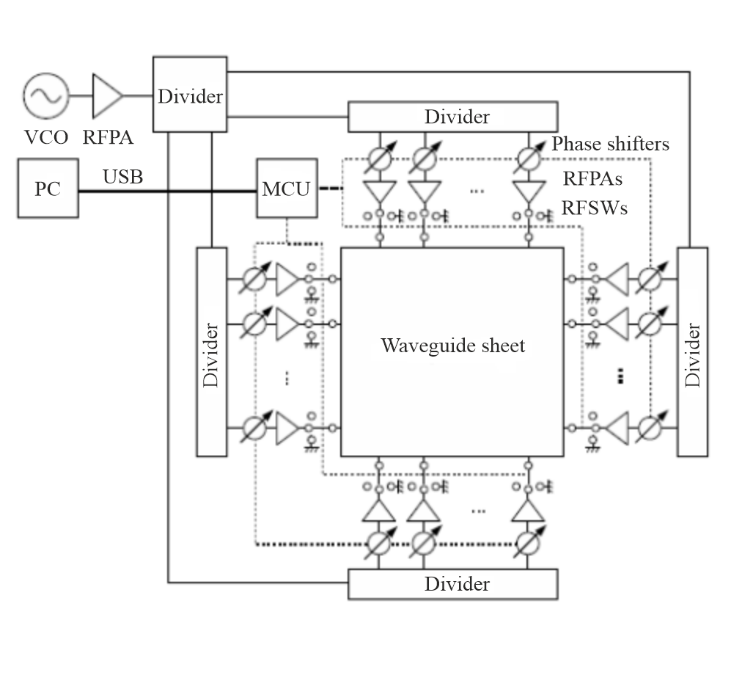 Divider
VCO RFPA
Divider
Phase shifters
PC
USB
MCU
RFPAs
RFSWs
Divider
Waveguide sheet
Divider
Divider